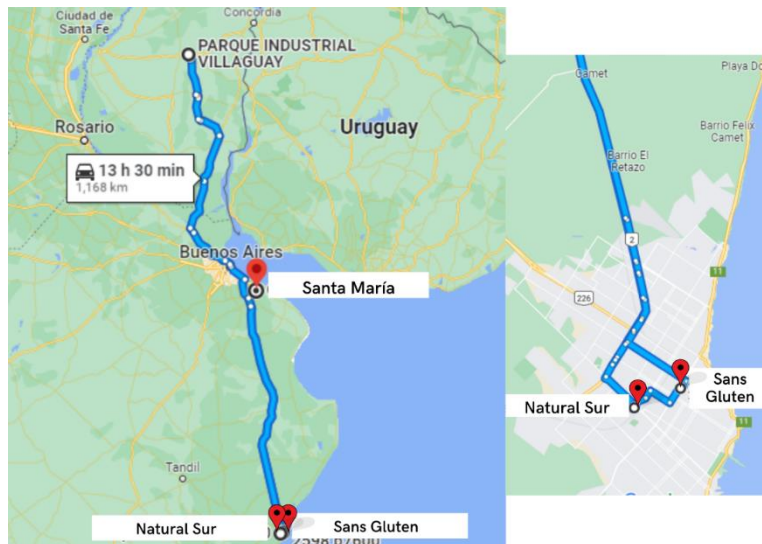 Ciudad de
Santa Fe
Concordia
PARQUE INDUSTRIAL
VILLAGUAY
Rosario
Uruguay
13 h 30 min
1,168 km
Buenos Aires
Santa María
Tandil
Natural Sur
Sans Gluten
Camet
Playa Do
Barrio Felix
Camet
Barrio El
Retazo
2
11
226
Sans
Gluten
Natural Sur
11